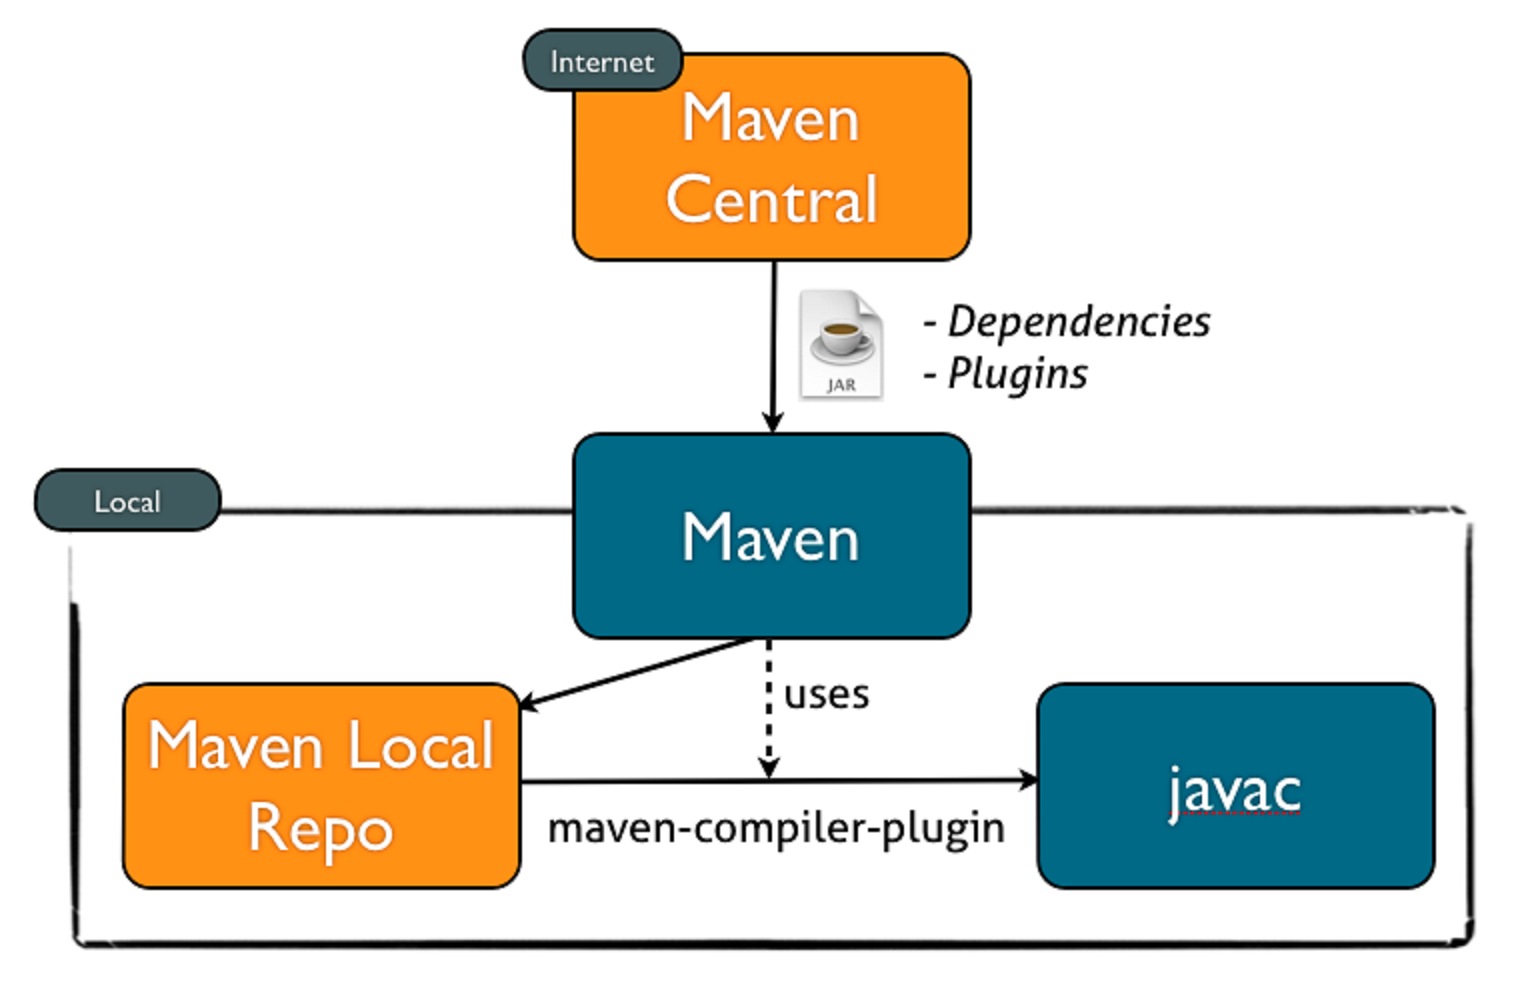 Internet
Maven
Central
JAR
- Dependencies
- Plugins
Local
Maven
uses
Maven Local
Repo
maven-compiler-plugin
javac